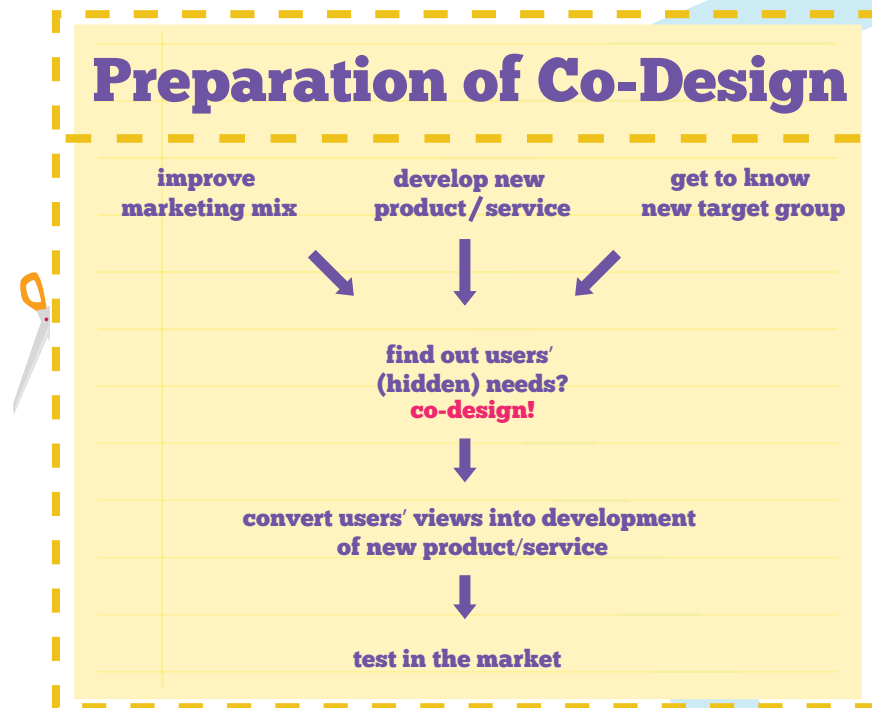 Preparation of Co-Design
improve
marketing mix
develop new
product/service
get to know
new target group
find out users'
(hidden) needs?
co-design!
convert users' views into development
of new product/service
test in the market